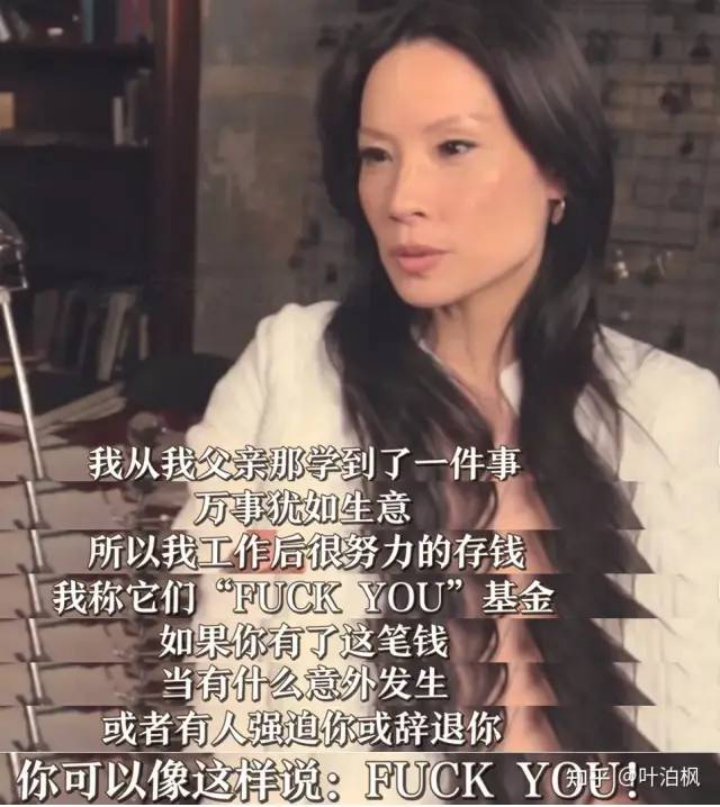 我从我父亲那学到了一件事
万事犹如生意
所以我工作后很努力的存钱
我称它们“FUCK YOU”基金
如果你有了这笔钱
当有什么意外发生
或者有人强迫你或辞退你
你可以像这样说：FUCK YOU!
知乎 @叶泊枫